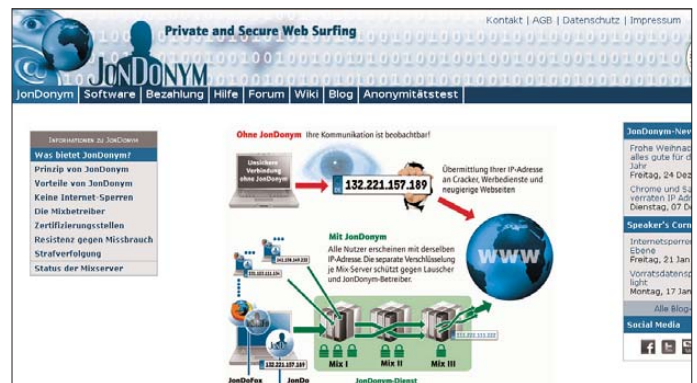 Kontakt | AGB | Datenschutz | Impressum
Private and Secure Web Surfing
JONDONYM
JonDonym | Software | Bezahlung | Hilfe | Forum | Wiki | Blog | Anonymitätstest
INFORMATIONEN ZU JONDONYM
Was bietet JonDonym?
Prinzip von JonDonym
Vorteile von JonDonym
Keine Internet-Sperren
Die Mixbetreiber
Zertifizierungsstellen
Resistenz gegen Missbrauch
Strafverfolgung
Status der Mixserver
Ohne JonDonym Ihre Kommunikation ist beobachtbar!
Unsichere
Verbindung
ohne JonDonym
132.221.157.189
Übermittlung Ihrer IP-Adresse
an Cracker, Werbedienste und
neugierige Webseiten
WWW
Mit JonDonym
Alle Nutzer erscheinen mit derselben
IP-Adresse. Die separate Verschlüsselung
je Mix-Server schützt gegen Lauscher
und JonDonym-Betreiber.
132.221.157.189
Mix I
Mix II
Mix III
JonDoFox
JonDo
JonDonym-Dienst
JonDonym-New
Frohe Weihnac
alles gute für d
Jahr
Freitag, 24 Dez
Chrome und Sa
verraten IP Adr
Dienstag, 07 D
Speaker's Corn
Internetsperre
Ebene
Freitag, 21 Jan
Vorratsdatensp
light
Montag, 17 Jan
Alle Blog-
Social Media